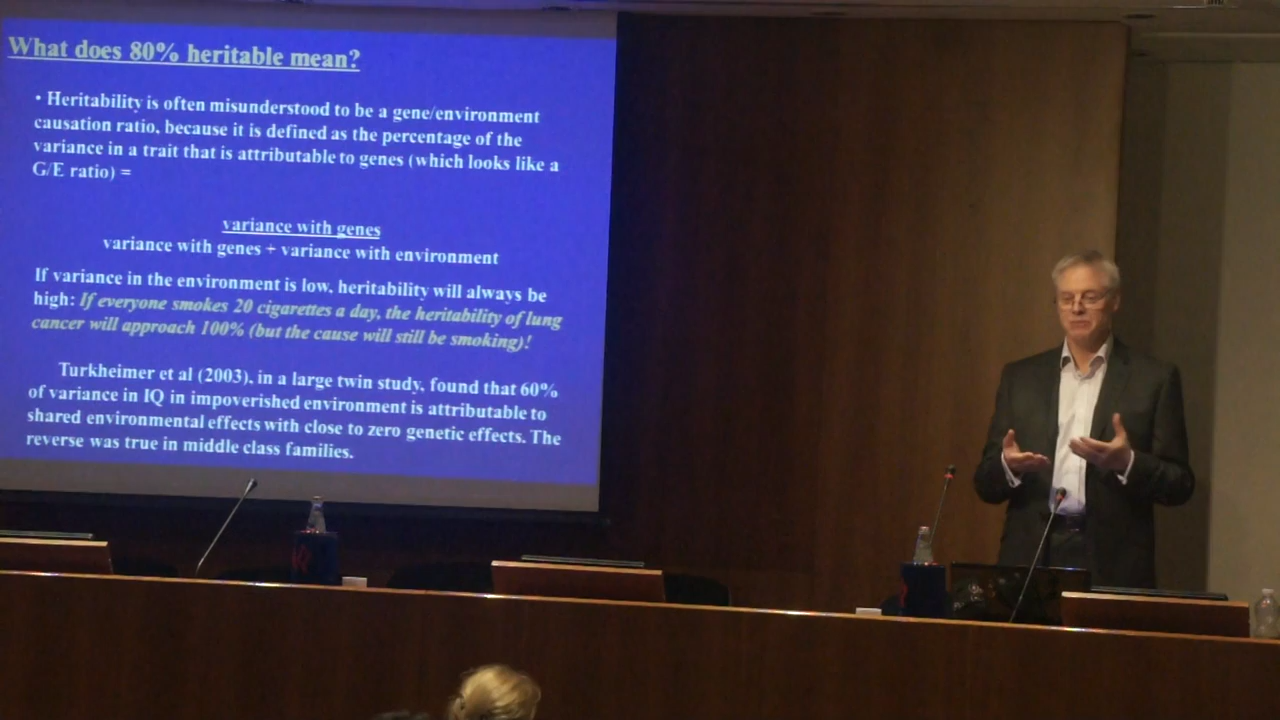 What does 80% heritable mean?
• Heritability is often misunderstood to be a gene/environment
causation ratio, because it is defined as the percentage of the
variance in a trait that is attributable to genes (which looks like a
G/E ratio) =
variance with genes
variance with genes + variance with environment
If variance in the environment is low, heritability will always be
high: If everyone smokes 20 cigarettes a day, the heritability of lung
cancer will approach 100% (but the cause will still be smoking)!
Turkheimer et al (2003), in a large twin study, found that 60%
of variance in IQ in impoverished environment is attributable to
shared environmental effects with close to zero genetic effects. The
reverse was true in middle class families.